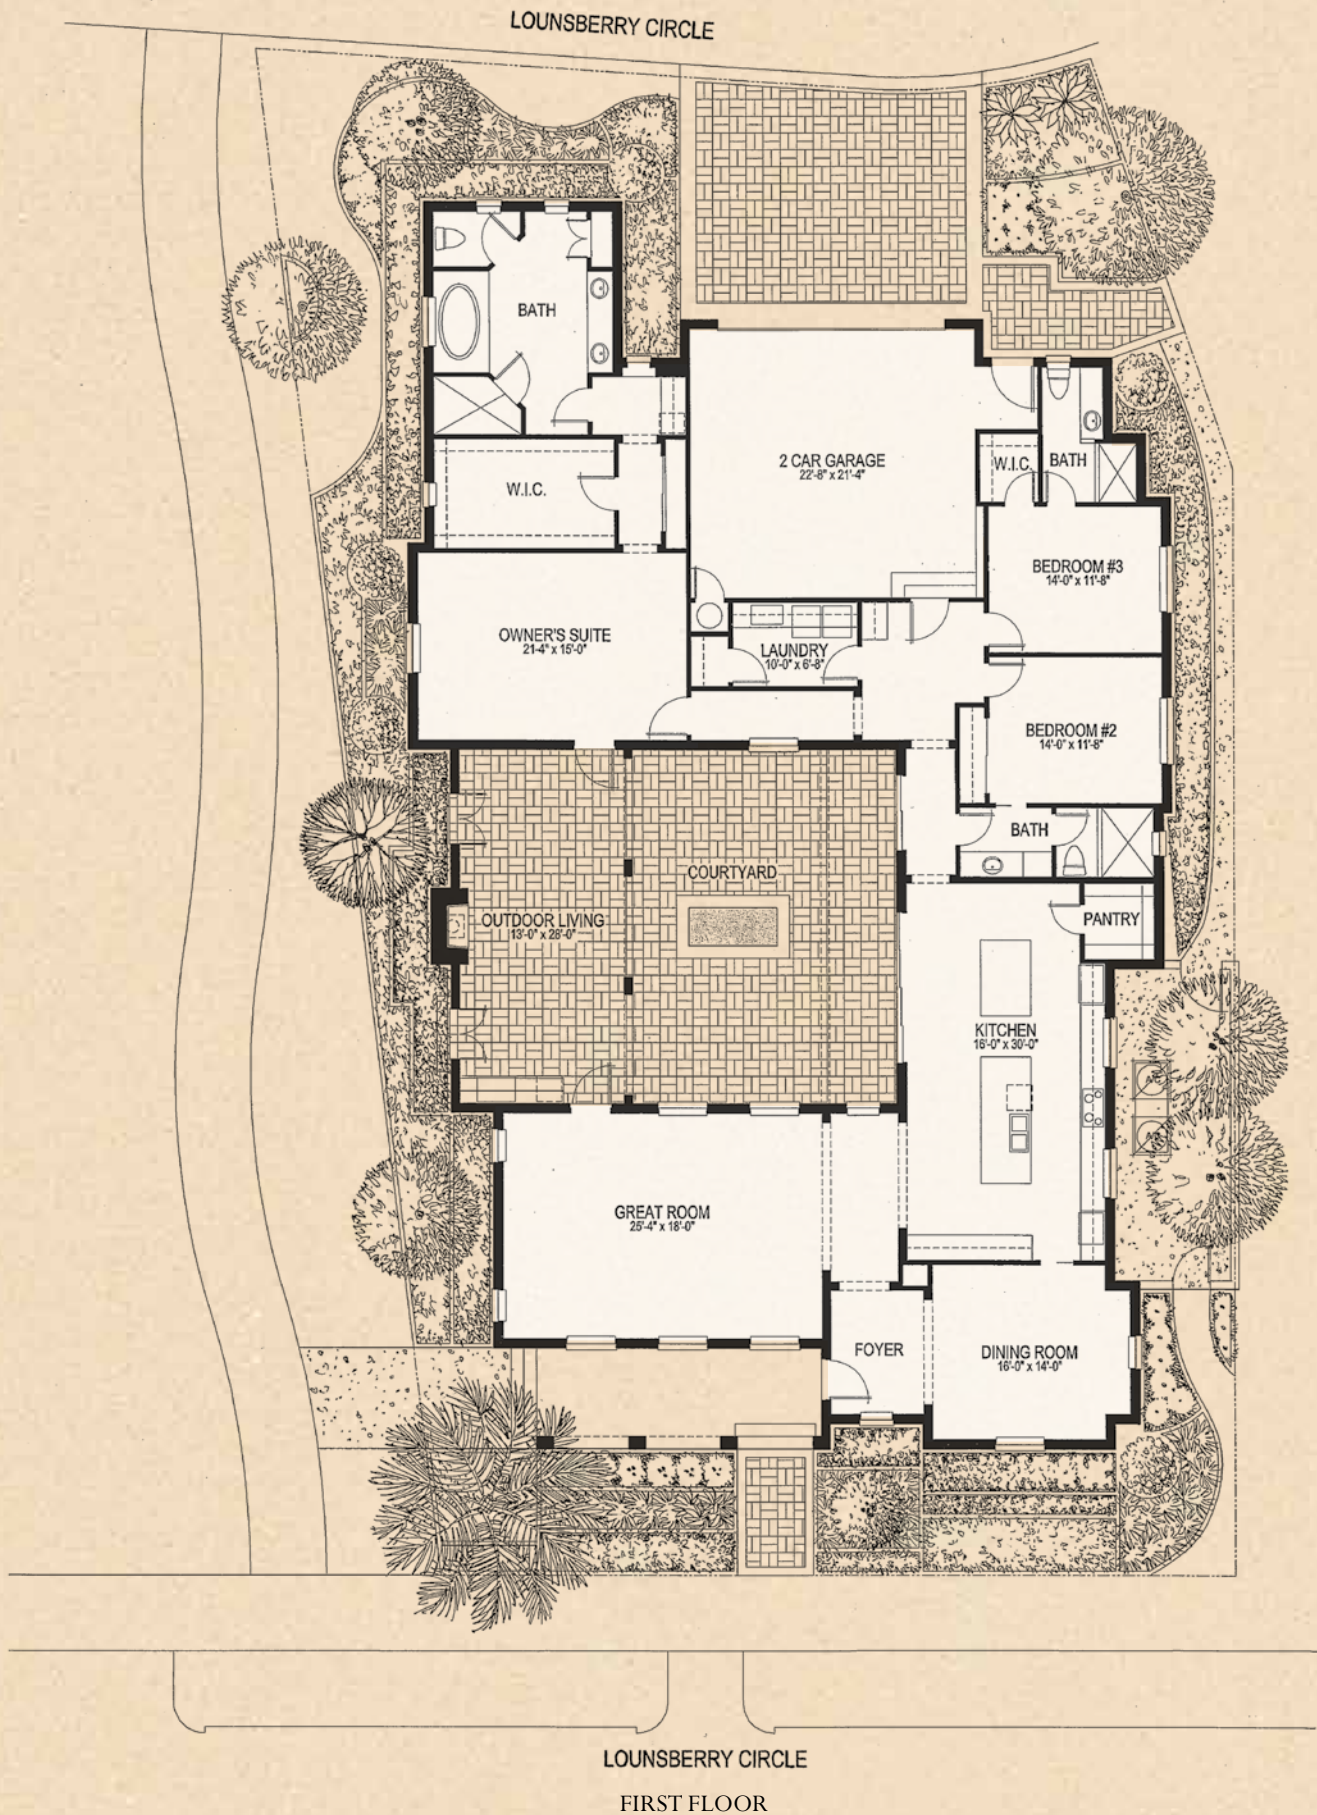 LOUNSBERRY CIRCLE
BATH
2 CAR GARAGE
22'-8" x 21'-4"
W.I.C.
BATH
W.I.C.
BEDROOM #3
14'-0" x 11'-8"
OWNER'S SUITE
21-4" x 15'-0"
LAUNDRY
10'-0" x 6'-8"
BEDROOM #2
14'-0" x 11'-8"
BATH
COURTYARD
OUTDOOR LIVING
13'-0" x 28'-0"
PANTRY
KITCHEN
16'-0" x 30'-0"
GREAT ROOM
25'-4" x 18'-0"
FOYER
DINING ROOM
16'-0" x 14'-0"
LOUNSBERRY CIRCLE
FIRST FLOOR